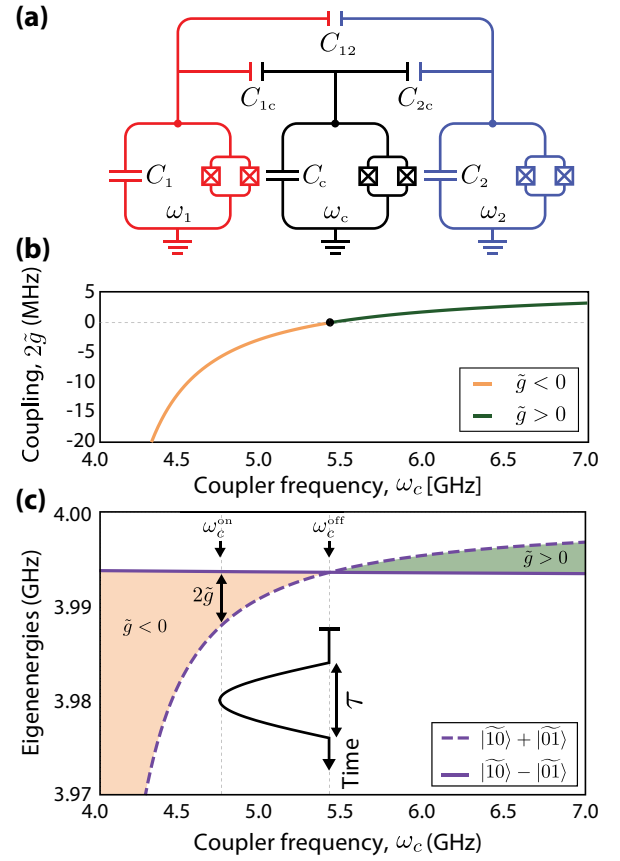 (a)
C₁₂
C₁c C₂c
C₁ Cc C₂
ω₁ ωc ω₂
(b)
Coupling, 2g̃ (MHz)
5
0
-5
-10
-15
-20
g̃ < 0
g̃ > 0
4.0 4.5 5.0 5.5 6.0 6.5 7.0
Coupler frequency, ωc [GHz]
(c)
Eigenenergies (GHz)
4.00
3.99
3.98
3.97
ωc^on ωc^off
g̃ > 0
2g̃
g̃ < 0
τ
Time
|1̃0̃⟩ + |0̃1̃⟩
|1̃0̃⟩ − |0̃1̃⟩
4.0 4.5 5.0 5.5 6.0 6.5 7.0
Coupler frequency, ωc (GHz)